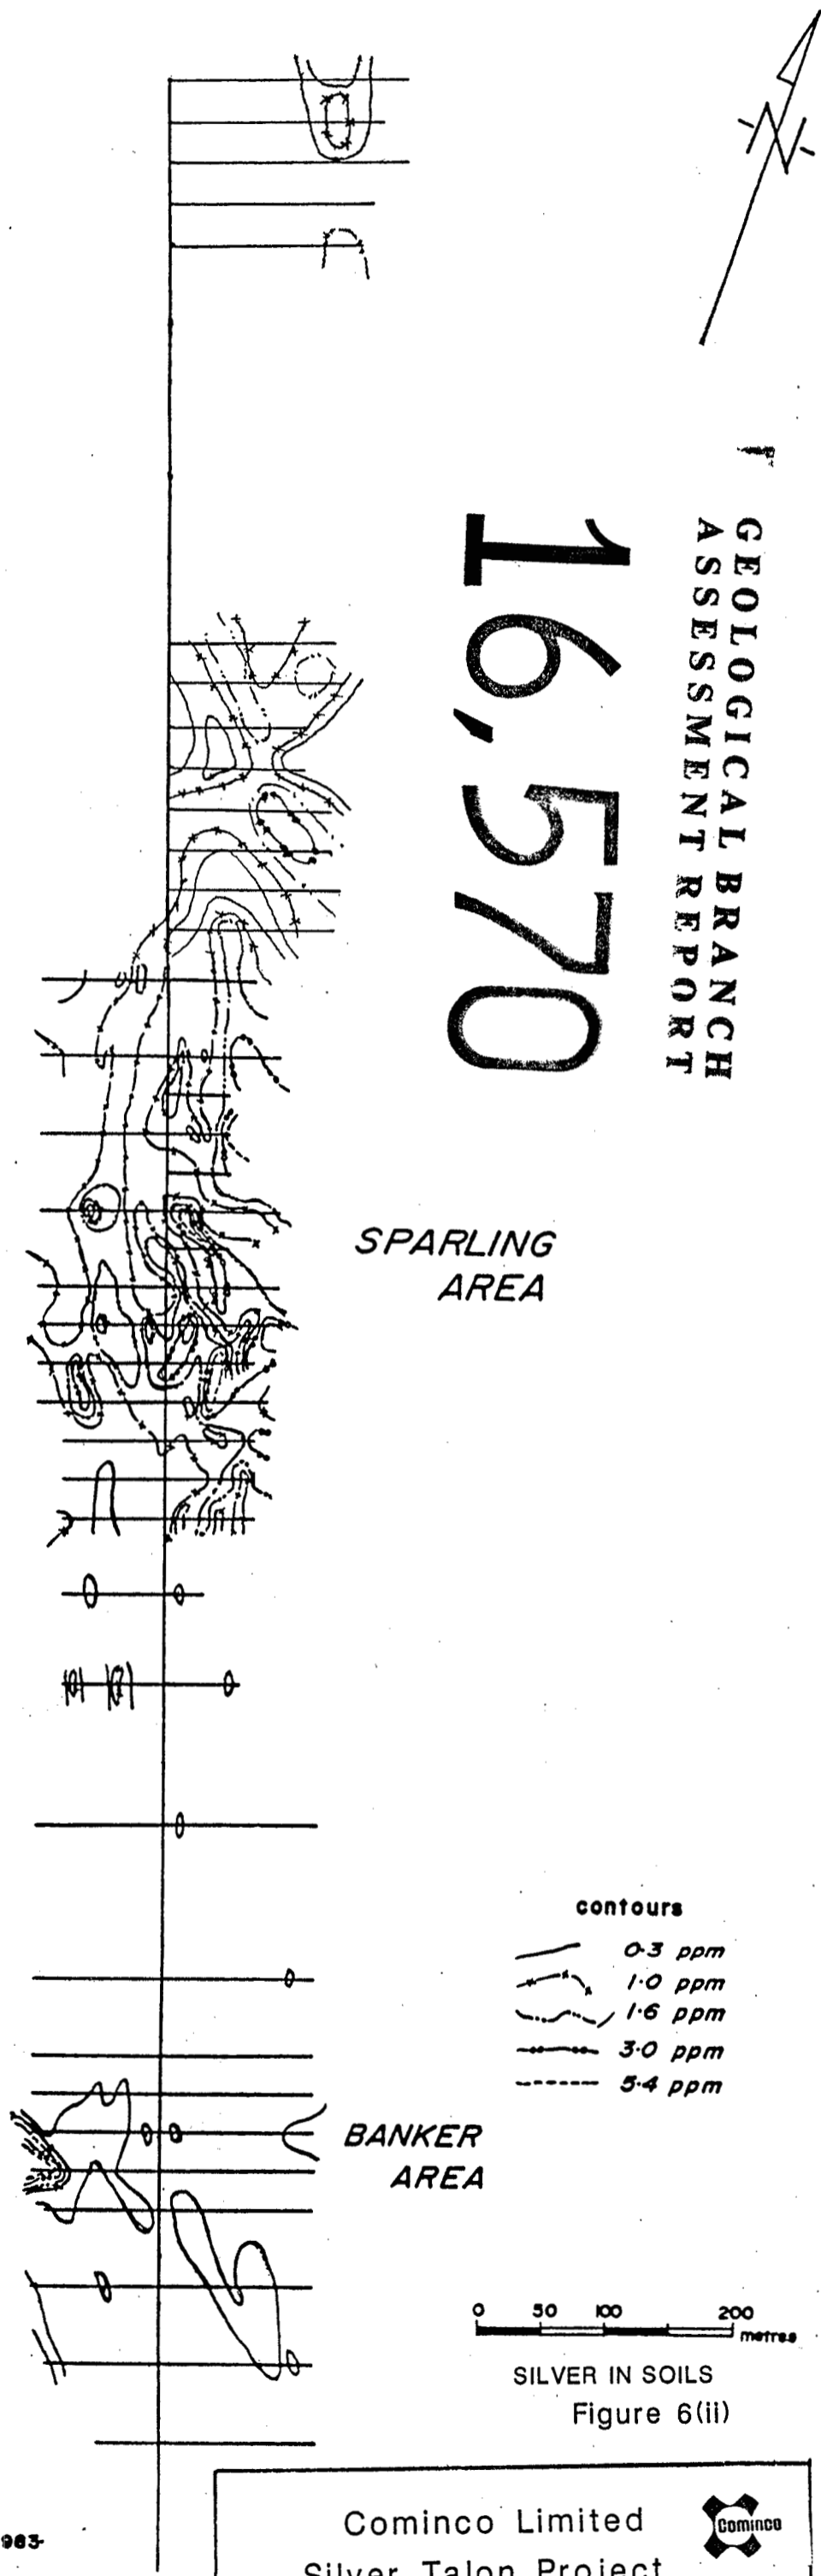 N
GEOLOGICAL BRANCH
ASSESSMENT REPORT
16,570
SPARLING
AREA
contours
0.3 ppm
1.0 ppm
1.6 ppm
3.0 ppm
5.4 ppm
BANKER
AREA
0 50 100 200
metres
SILVER IN SOILS
Figure 6(ii)
Cominco Limited
Cominco
Silver Talon Project